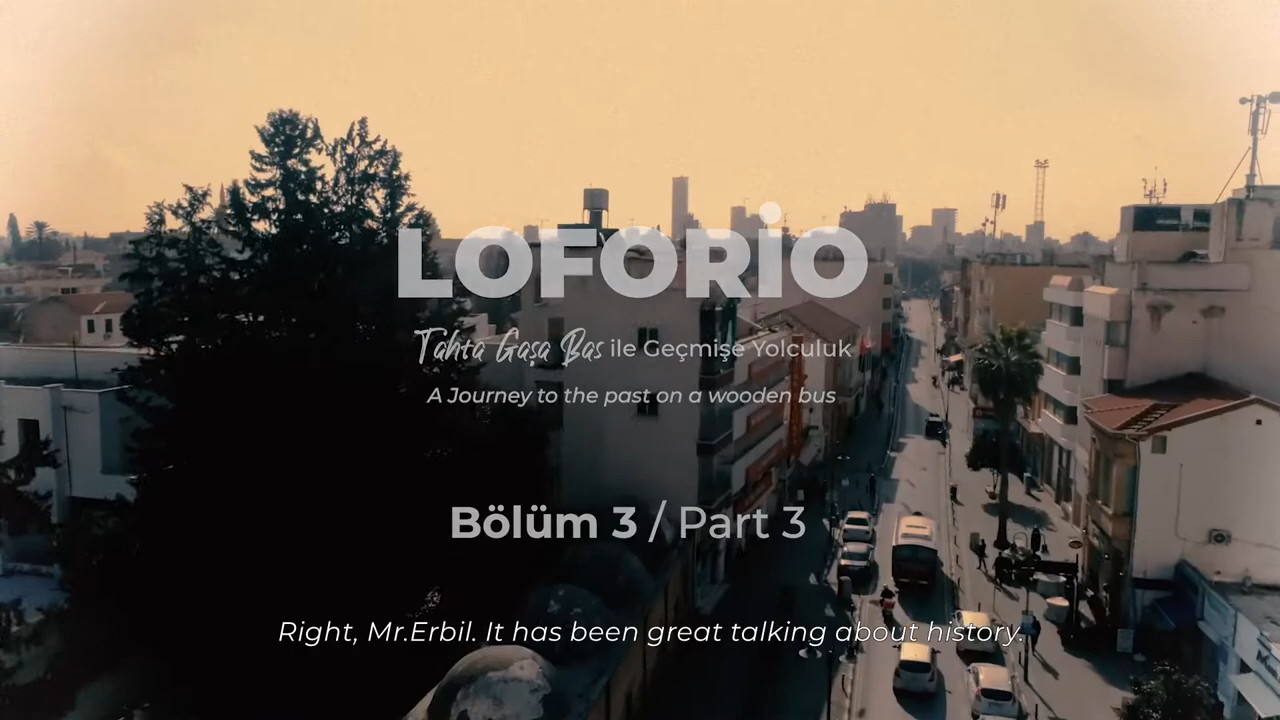 LOFORİO
Tahta Gaşa Bas ile Geçmişe Yolculuk
A Journey to the past on a wooden bus
Bölüm 3 / Part 3
Right, Mr.Erbil. It has been great talking about history.